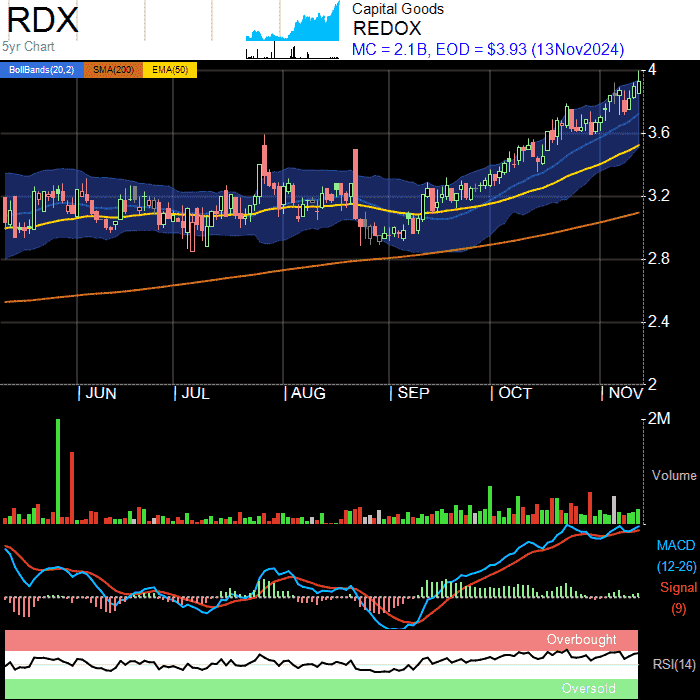 RDX
5yr Chart
Capital Goods
REDOX
MC = 2.1B, EOD = $3.93 (13Nov2024)
BollBands(20,2) SMA(200) EMA(50)
4
3.6
3.2
2.8
2.4
2
JUN JUL AUG SEP OCT NOV
2M
Volume
MACD
(12-26)
Signal
(9)
Overbought
RSI(14)
Oversold